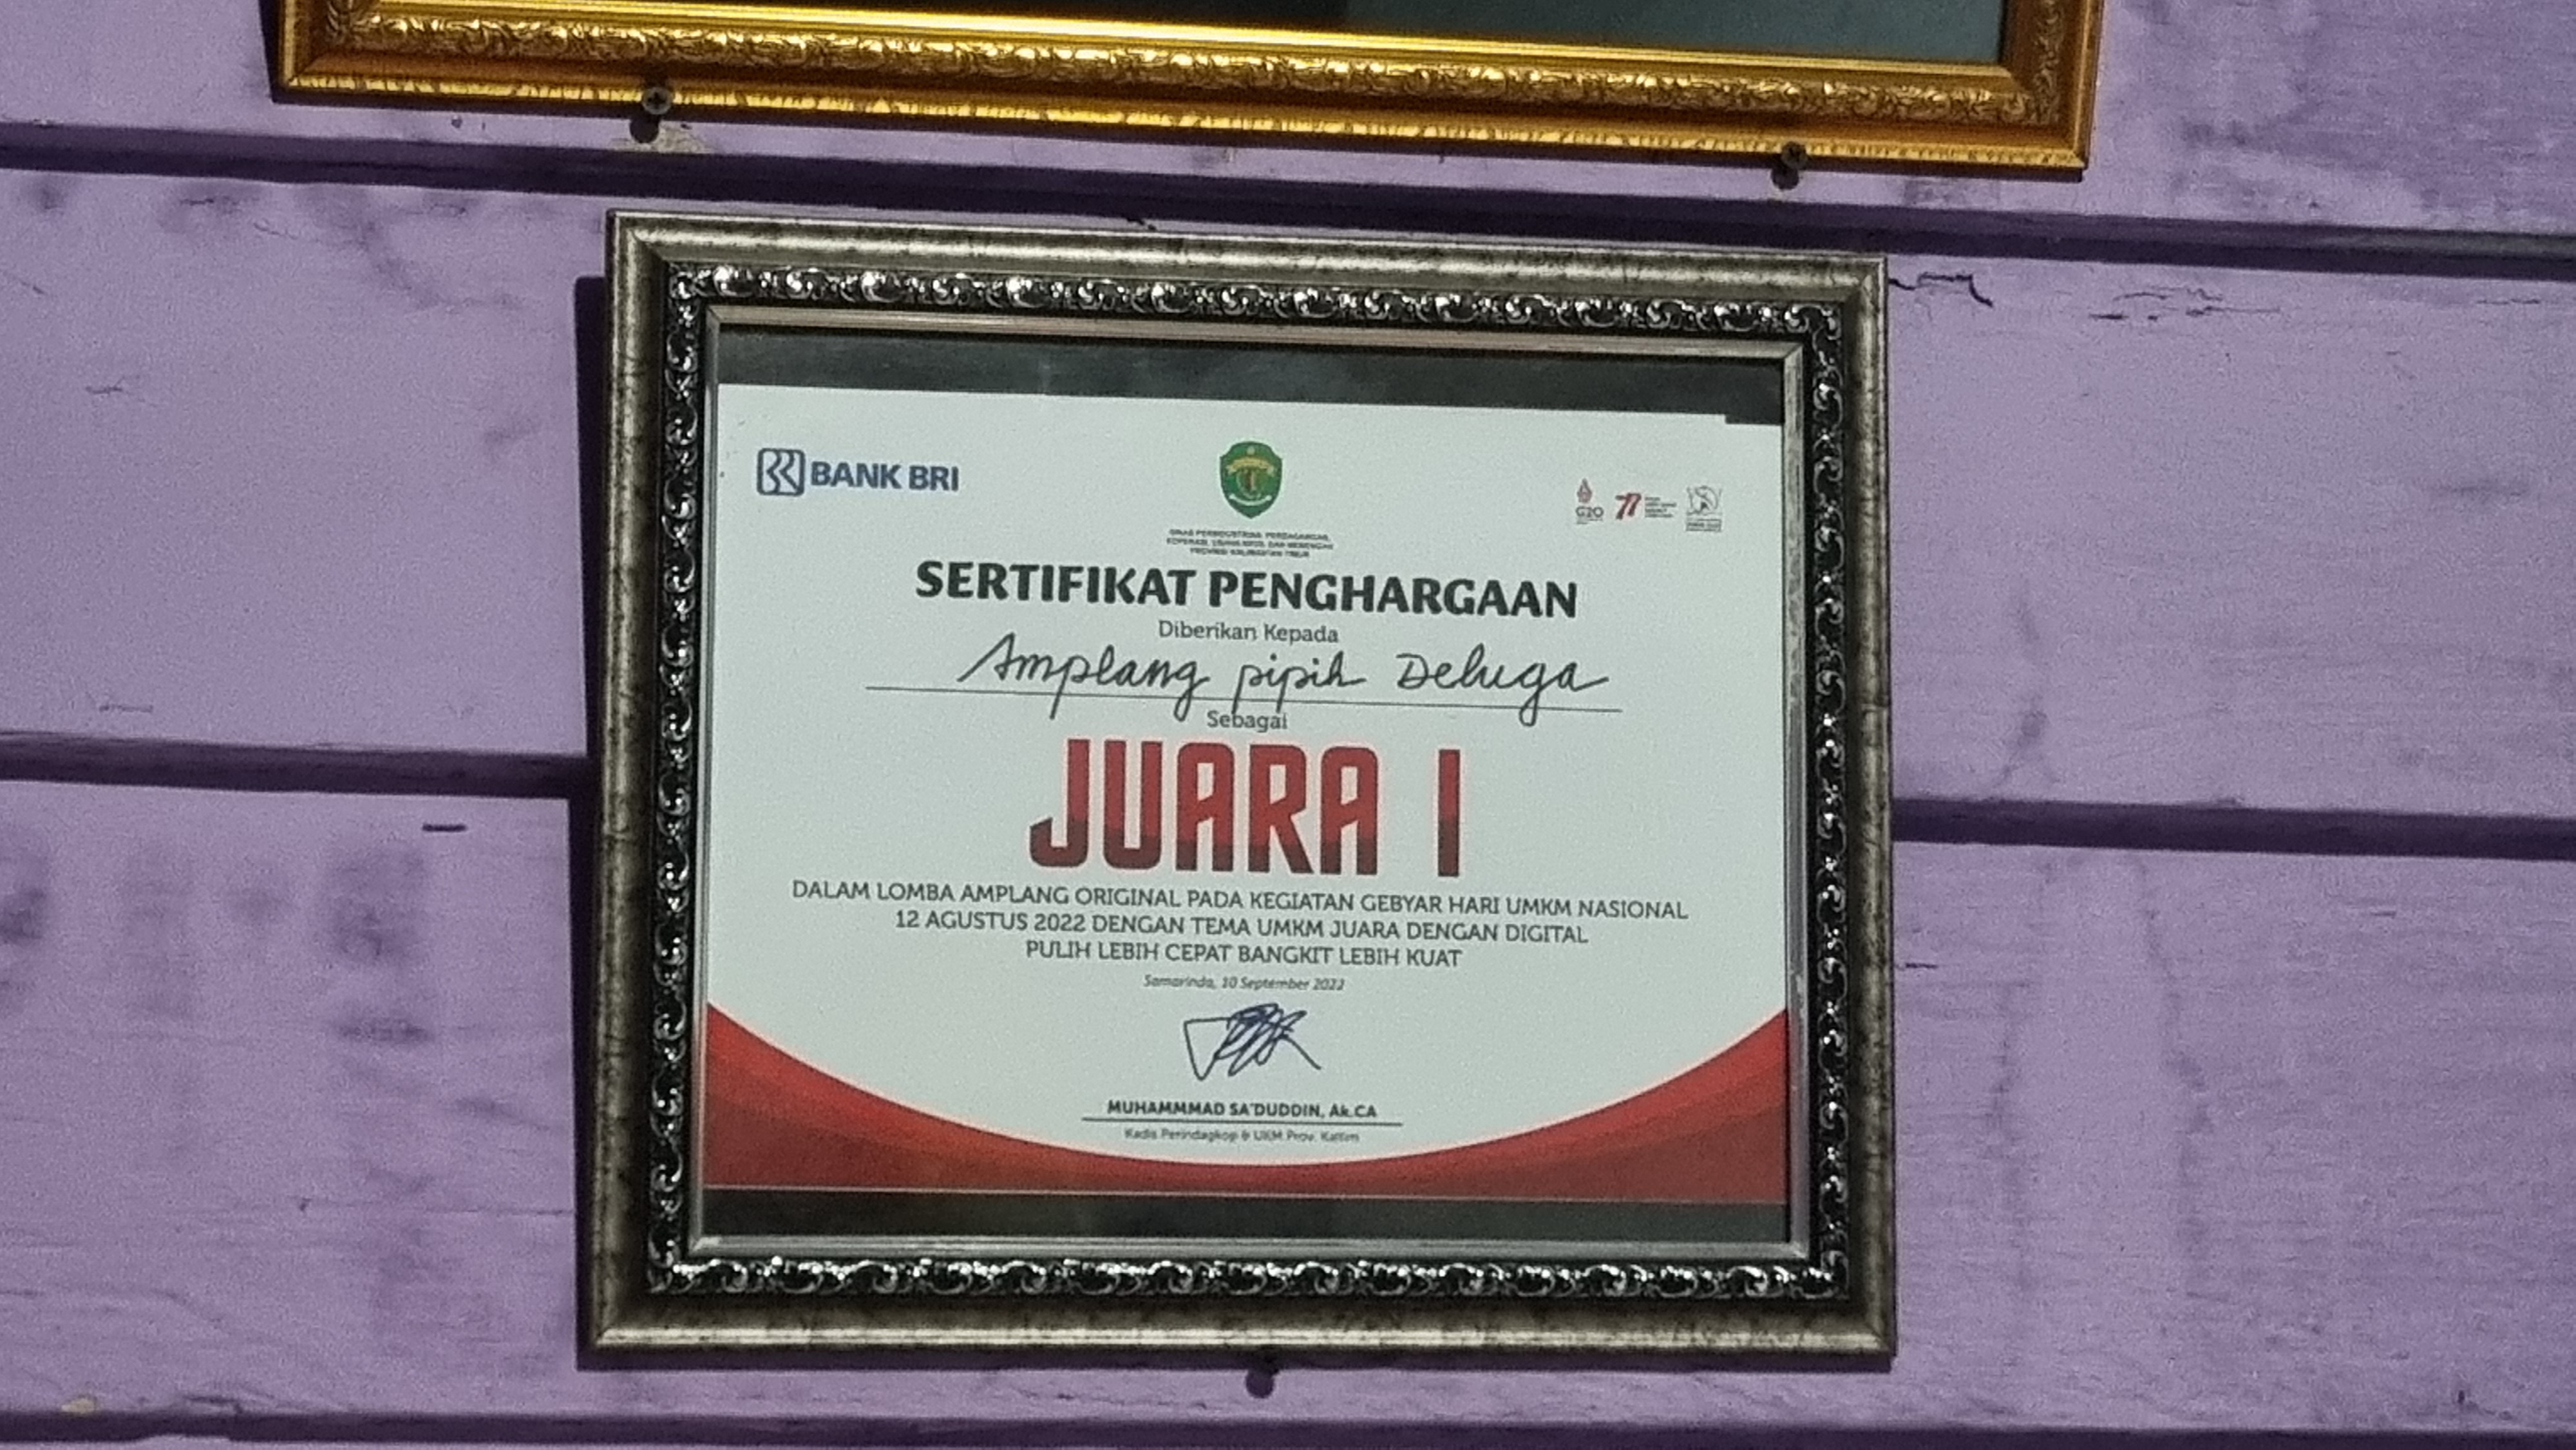 BANK BRI
G20
77
DINAS PERINDUSTRIAN, PERDAGANGAN,
KOPERASI, USAHA KECIL DAN MENENGAH
PROVINSI KALIMANTAN TIMUR
SERTIFIKAT PENGHARGAAN
Diberikan Kepada
Amplang pipih Deluga
Sebagai
JUARA I
DALAM LOMBA AMPLANG ORIGINAL PADA KEGIATAN GEBYAR HARI UMKM NASIONAL
12 AGUSTUS 2022 DENGAN TEMA UMKM JUARA DENGAN DIGITAL
PULIH LEBIH CEPAT BANGKIT LEBIH KUAT
Samarinda, 10 September 2022
MUHAMMMAD SA'DUDDIN, Ak.CA
Kadis Perindagkop & UKM Prov. Kaltim